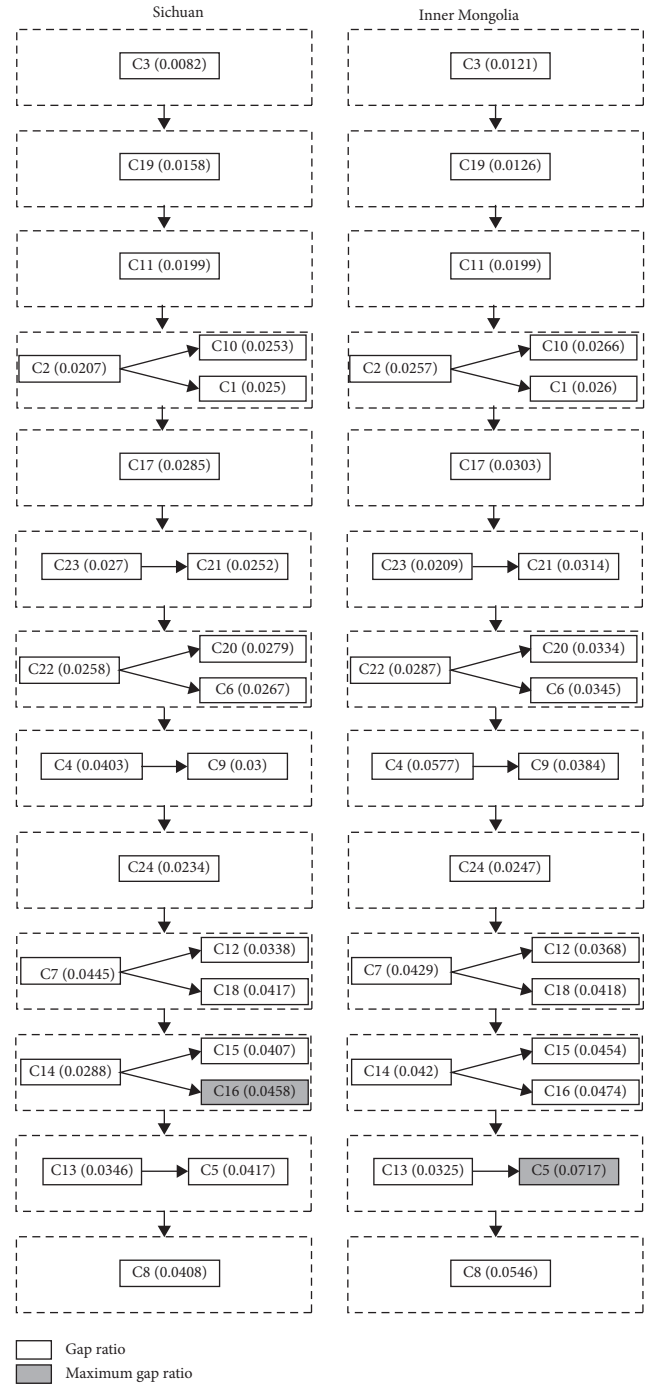 Sichuan
C3 (0.0082)
C19 (0.0158)
C11 (0.0199)
C2 (0.0207)
C10 (0.0253)
C1 (0.025)
C17 (0.0285)
C23 (0.027)
C21 (0.0252)
C22 (0.0258)
C20 (0.0279)
C6 (0.0267)
C4 (0.0403)
C9 (0.03)
C24 (0.0234)
C7 (0.0445)
C12 (0.0338)
C18 (0.0417)
C14 (0.0288)
C15 (0.0407)
C16 (0.0458)
C13 (0.0346)
C5 (0.0417)
C8 (0.0408)
Inner Mongolia
C3 (0.0121)
C19 (0.0126)
C11 (0.0199)
C2 (0.0257)
C10 (0.0266)
C1 (0.026)
C17 (0.0303)
C23 (0.0209)
C21 (0.0314)
C22 (0.0287)
C20 (0.0334)
C6 (0.0345)
C4 (0.0577)
C9 (0.0384)
C24 (0.0247)
C7 (0.0429)
C12 (0.0368)
C18 (0.0418)
C14 (0.042)
C15 (0.0454)
C16 (0.0474)
C13 (0.0325)
C5 (0.0717)
C8 (0.0546)
Gap ratio
Maximum gap ratio